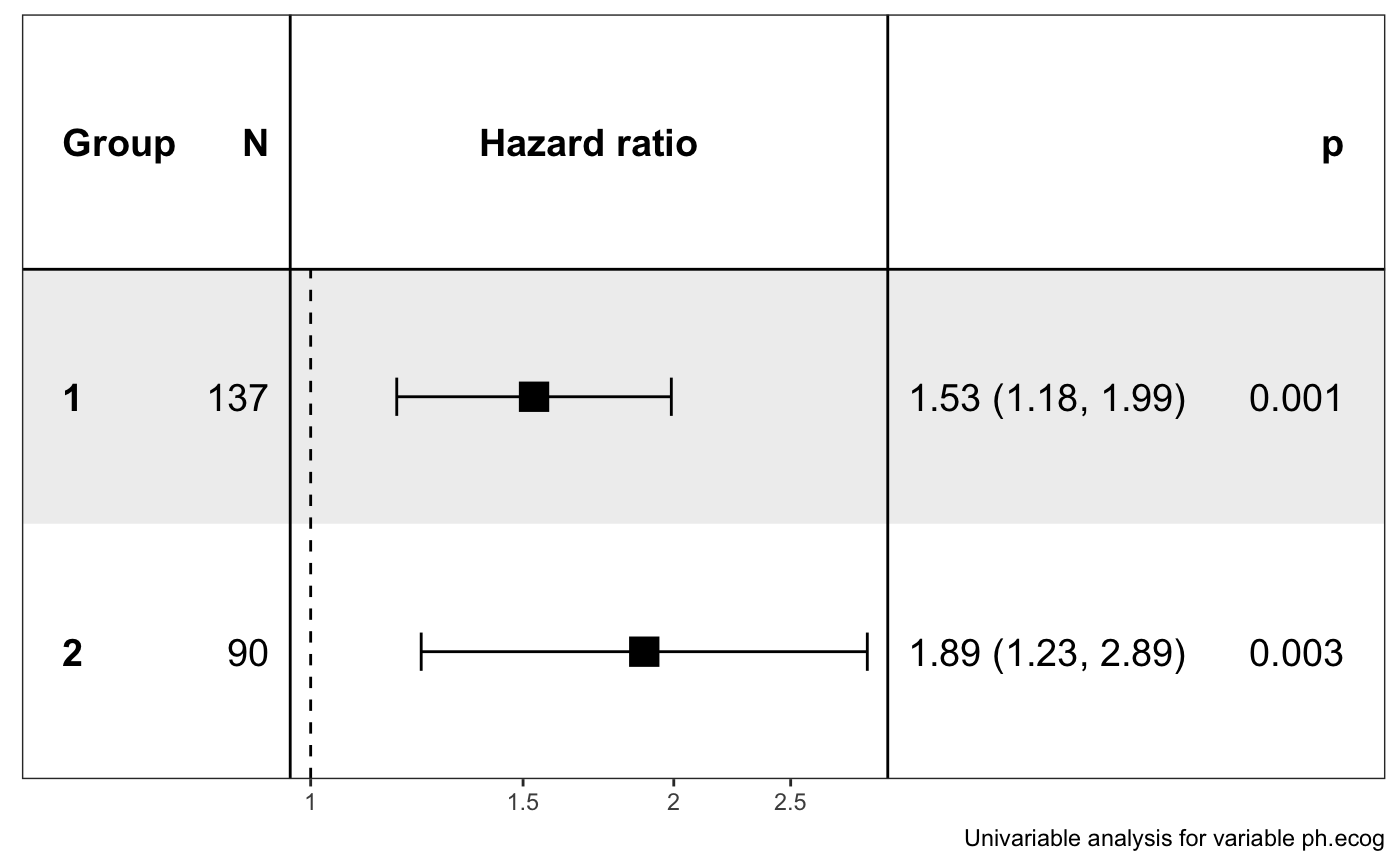 Group N Hazard ratio p
1 137 1.53 (1.18, 1.99) 0.001
2 90 1.89 (1.23, 2.89) 0.003
1 1.5 2 2.5
Univariable analysis for variable ph.ecog